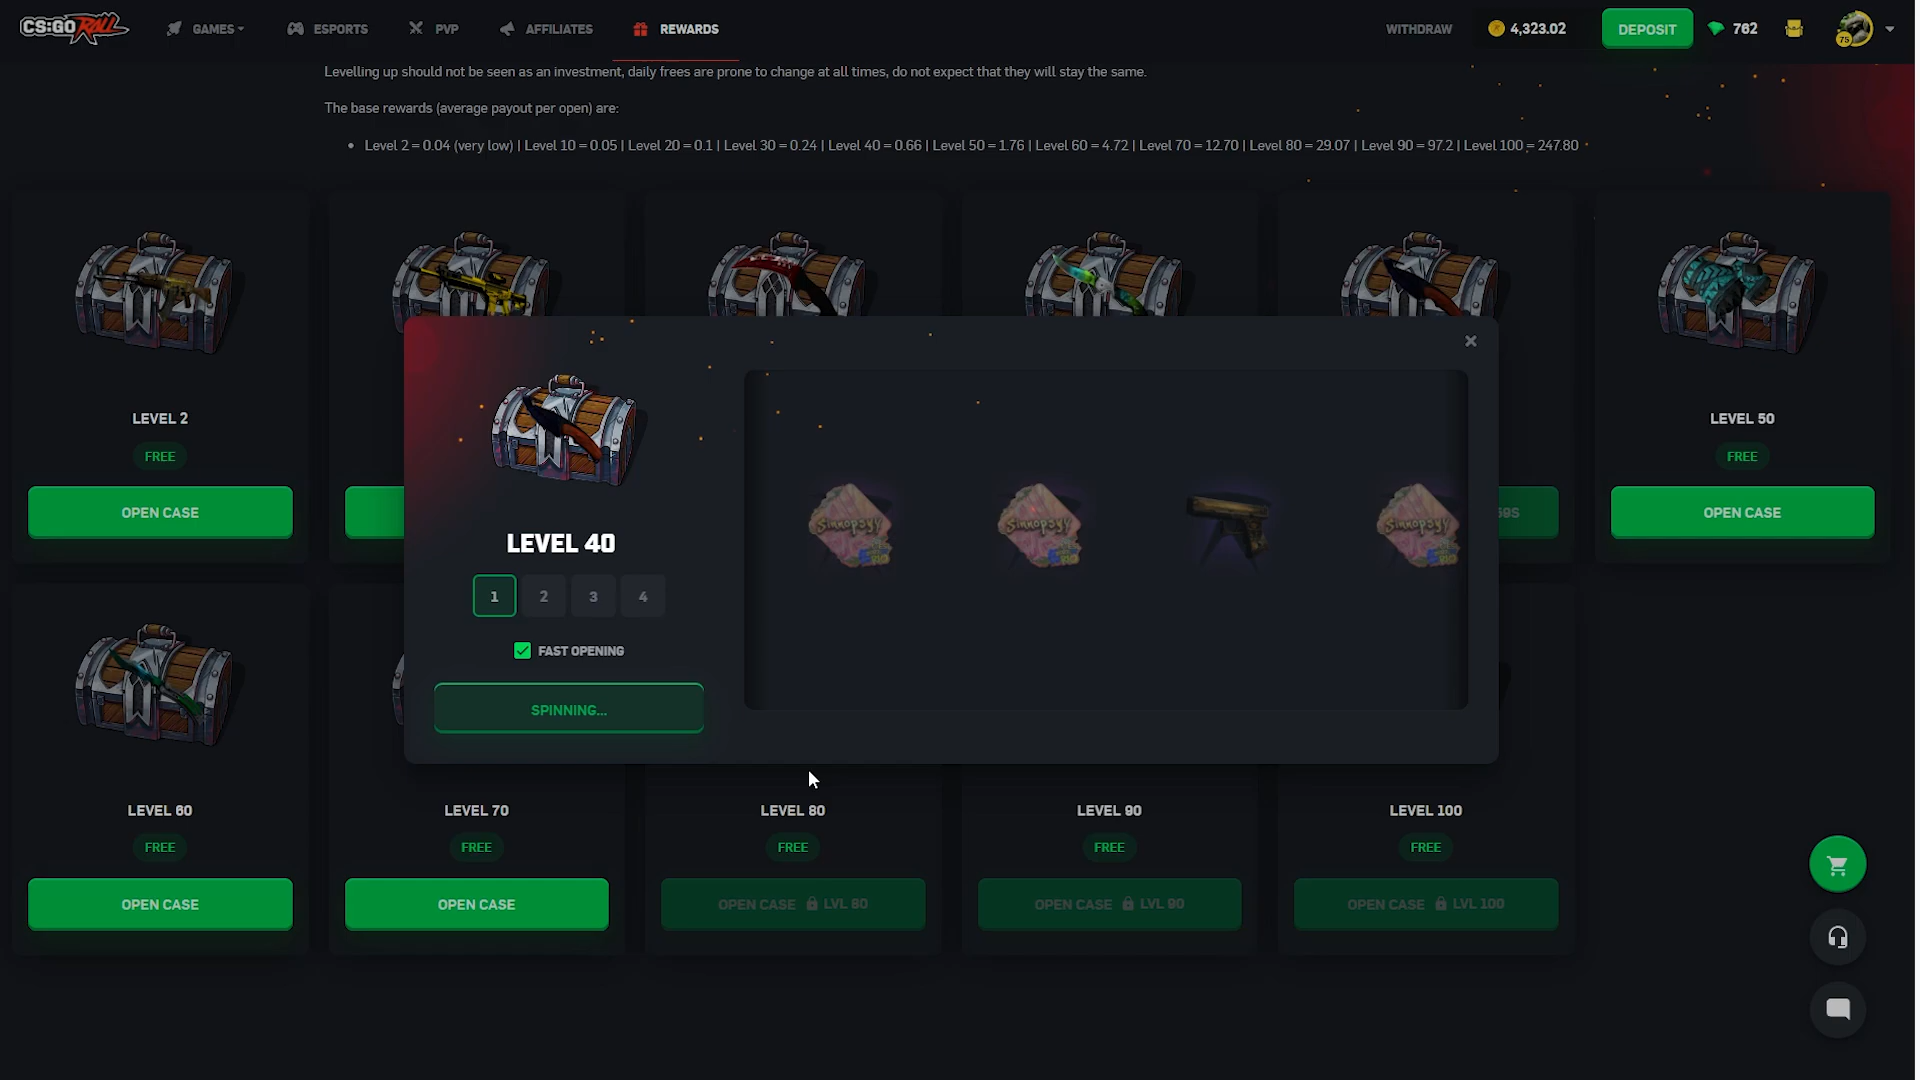 CS:GO ROLL GAMES ESPORTS PVP AFFILIATES REWARDS WITHDRAW 4,323.02 DEPOSIT 762 75
Levelling up should not be seen as an investment, daily frees are prone to change at all times, do not expect that they will stay the same.
The base rewards (average payout per open) are:
• Level 2 = 0.04 (very low) | Level 10 = 0.05 | Level 20 = 0.1 | Level 30 = 0.24 | Level 40 = 0.66 | Level 50 = 1.76 | Level 60 = 4.72 | Level 70 = 12.70 | Level 80 = 29.07 | Level 90 = 97.2 | Level 100 = 247.80
LEVEL 2
FREE
OPEN CASE
LEVEL 50
FREE
OPEN CASE
LEVEL 40
1 2 3 4
FAST OPENING
SPINNING...
Sinnopsyy
Sinnopsyy
Sinnopsyy
LEVEL 60
FREE
OPEN CASE
LEVEL 70
FREE
OPEN CASE
LEVEL 80
FREE
OPEN CASE LVL 80
LEVEL 90
FREE
OPEN CASE LVL 90
LEVEL 100
FREE
OPEN CASE LVL 100